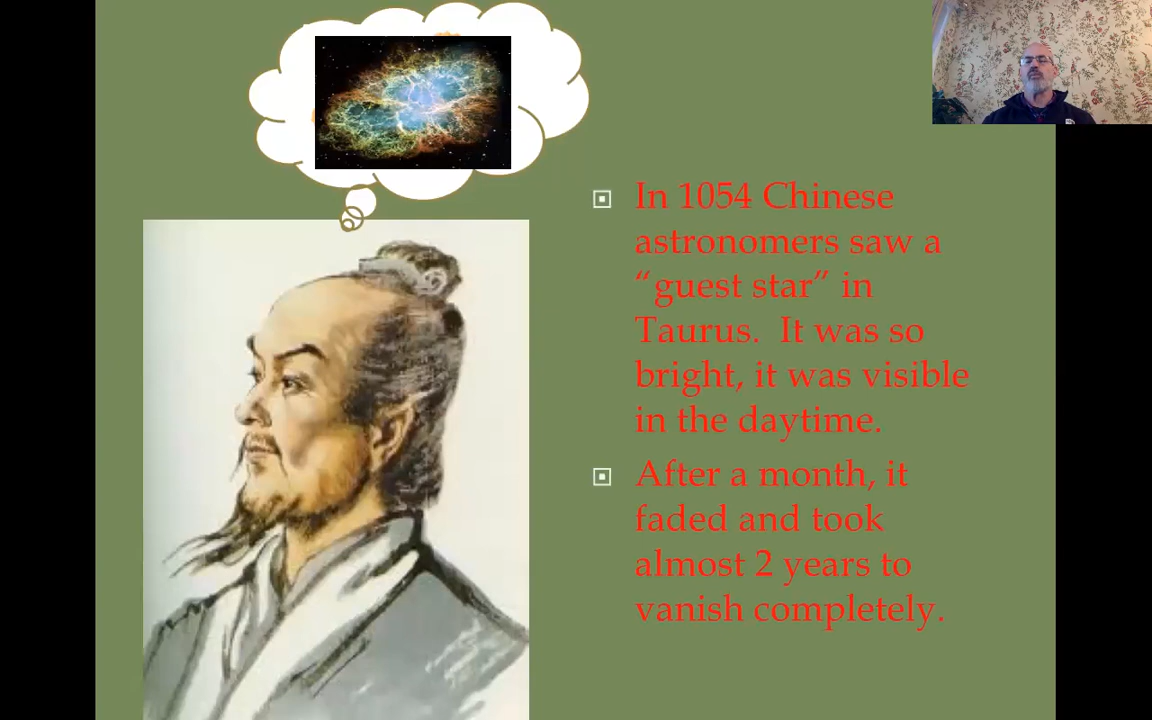 In 1054 Chinese
astronomers saw a
“guest star” in
Taurus.  It was so
bright, it was visible
in the daytime.
After a month, it
faded and took
almost 2 years to
vanish completely.